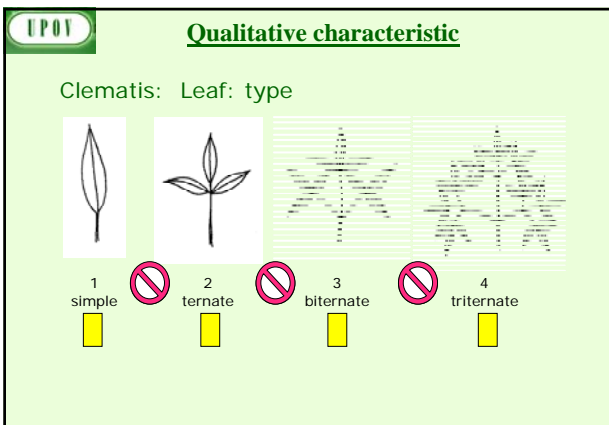 UPOV
Qualitative characteristic
Clematis: Leaf: type
1 2 3 4
simple ternate biternate triternate